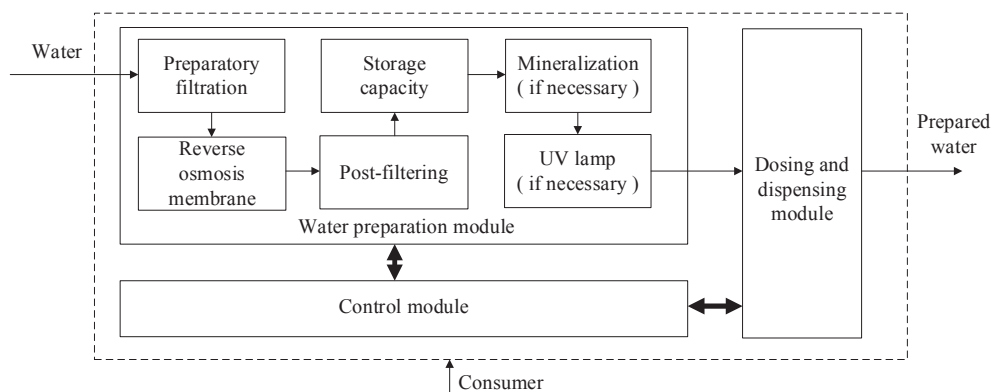 Water
Preparatory
filtration
Storage
capacity
Mineralization
( if necessary )
Reverse
osmosis
membrane
Post-filtering
UV lamp
( if necessary )
Water preparation module
Control module
Dosing and
dispensing
module
Prepared
water
Consumer